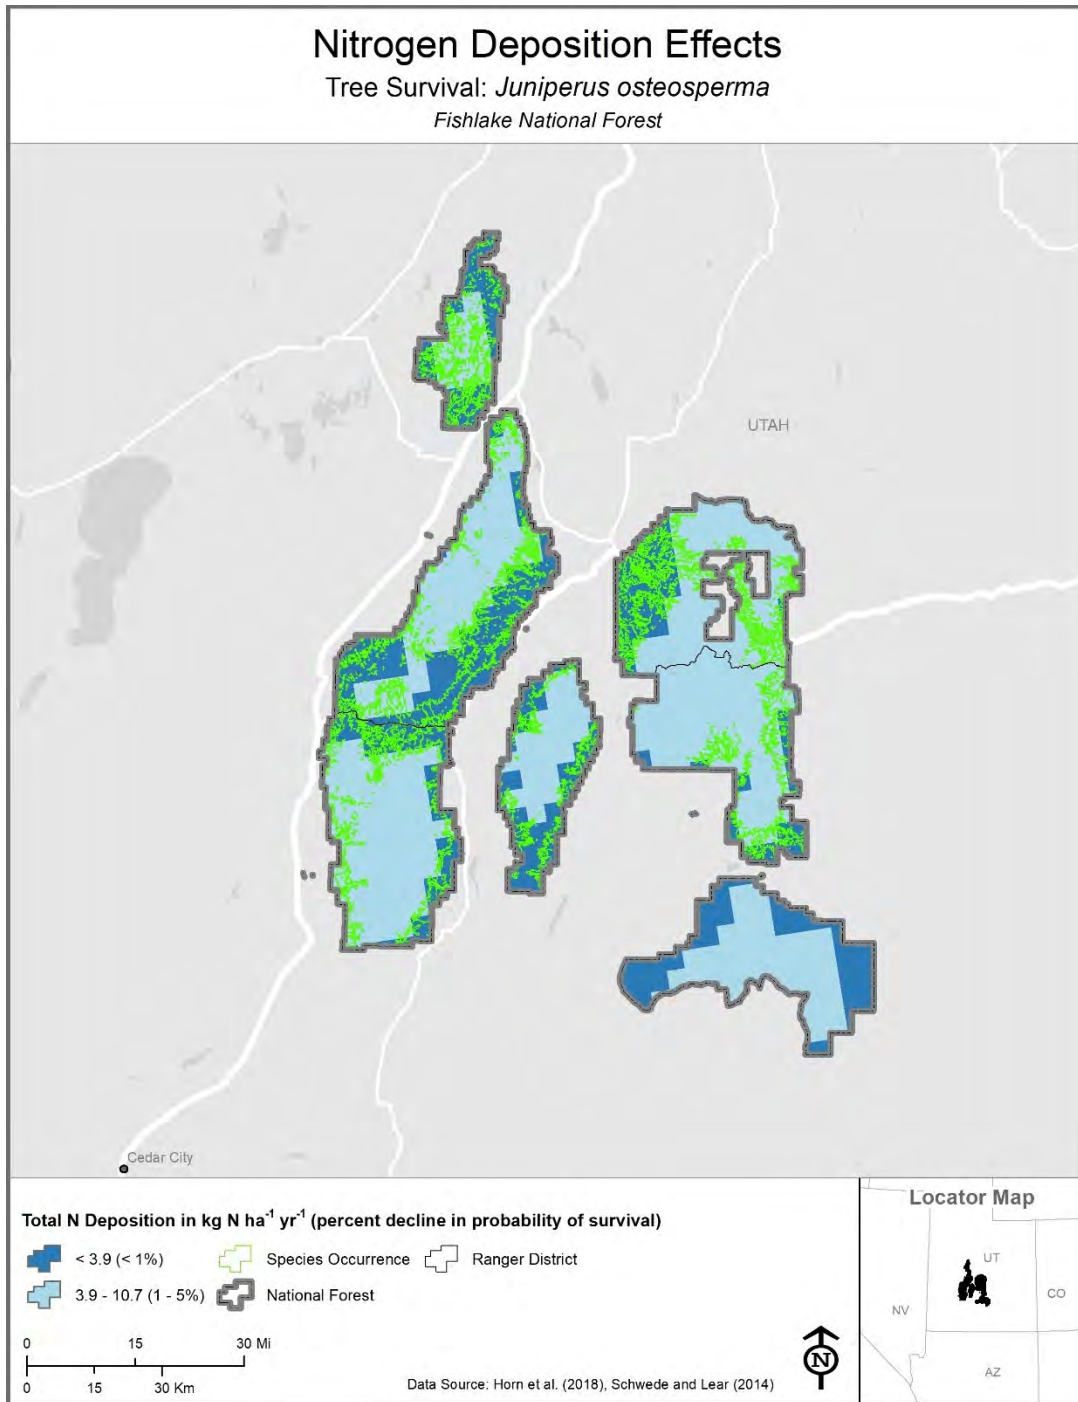 Nitrogen Deposition Effects
Tree Survival: Juniperus osteosperma
Fishlake National Forest
UTAH
Cedar City
Total N Deposition in kg N ha⁻¹ yr⁻¹ (percent decline in probability of survival)
< 3.9 (< 1%)
Species Occurrence
Ranger District
3.9 - 10.7 (1 - 5%)
National Forest
0 15 30 Mi
0 15 30 Km
N
Data Source: Horn et al. (2018), Schwede and Lear (2014)
Locator Map
UT
CO
NV
AZ